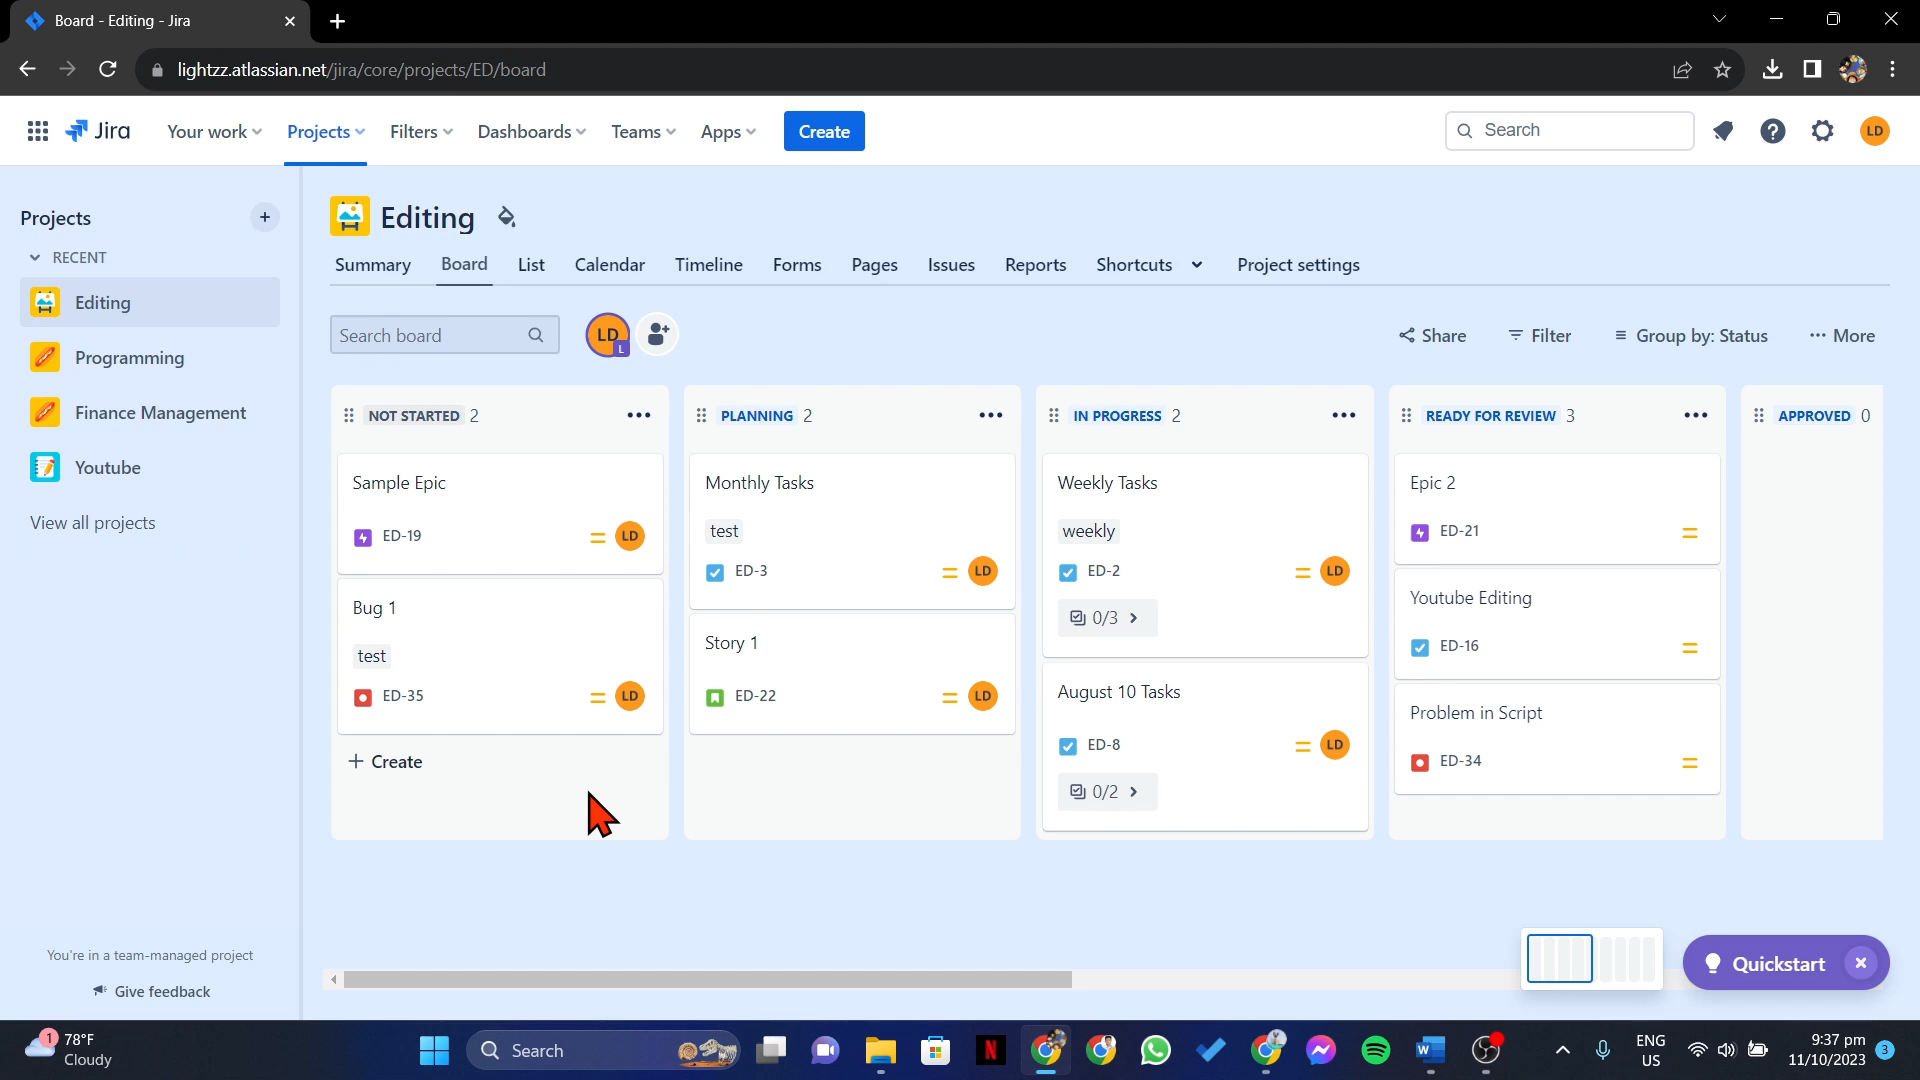 Board - Editing - Jira
lightzz.atlassian.net/jira/core/projects/ED/board
Jira
Your work
Projects
Filters
Dashboards
Teams
Apps
Create
Search
LD
Projects
RECENT
Editing
Programming
Finance Management
Youtube
View all projects
You're in a team-managed project
Give feedback
Editing
Summary
Board
List
Calendar
Timeline
Forms
Pages
Issues
Reports
Shortcuts
Project settings
Search board
LD
L
Share
Filter
Group by: Status
More
NOT STARTED 2
Sample Epic
ED-19
LD
Bug 1
test
ED-35
LD
Create
PLANNING 2
Monthly Tasks
test
ED-3
LD
Story 1
ED-22
LD
IN PROGRESS 2
Weekly Tasks
weekly
ED-2
LD
0/3
August 10 Tasks
ED-8
LD
0/2
READY FOR REVIEW 3
Epic 2
ED-21
Youtube Editing
ED-16
Problem in Script
ED-34
APPROVED 0
Quickstart
1
78°F
Cloudy
Search
N
W
ENG
US
9:37 pm
11/10/2023
3